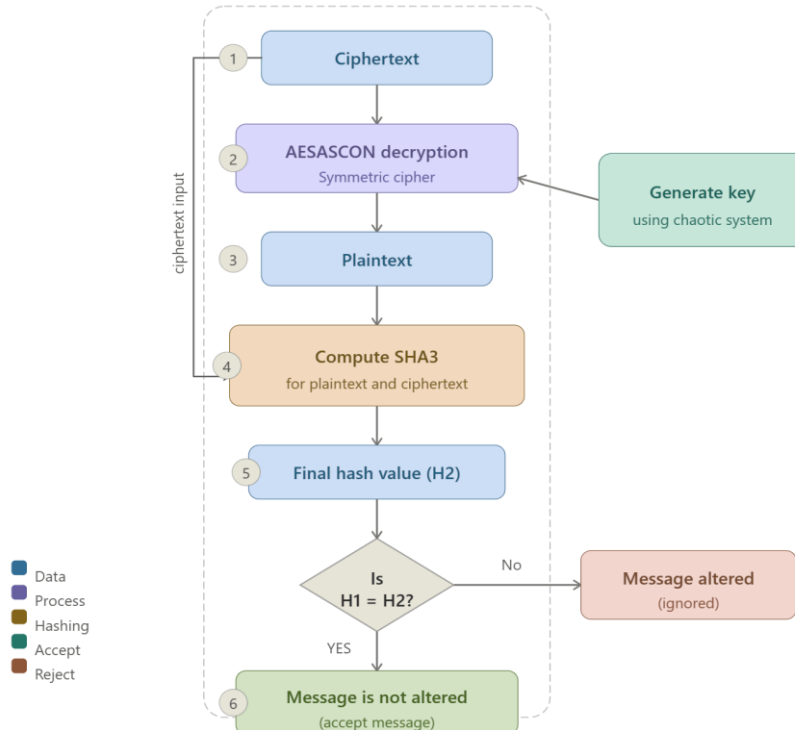 1
Ciphertext
2
AESASCON decryption
Symmetric cipher
Generate key
using chaotic system
ciphertext input
3
Plaintext
4
Compute SHA3
for plaintext and ciphertext
5
Final hash value (H2)
Is
H1 = H2?
No
Message altered
(ignored)
YES
6
Message is not altered
(accept message)
Data
Process
Hashing
Accept
Reject